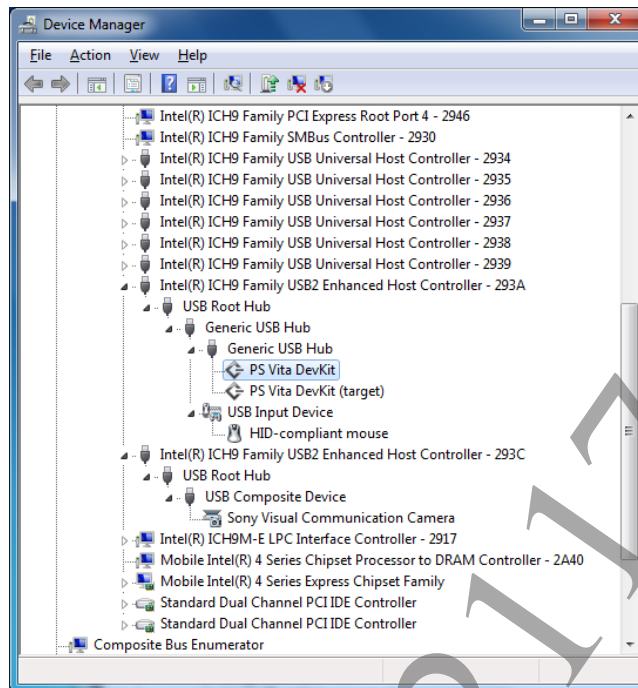 Device Manager
File Action View Help
Intel(R) ICH9 Family PCI Express Root Port 4 - 2946
Intel(R) ICH9 Family SMBus Controller - 2930
Intel(R) ICH9 Family USB Universal Host Controller - 2934
Intel(R) ICH9 Family USB Universal Host Controller - 2935
Intel(R) ICH9 Family USB Universal Host Controller - 2936
Intel(R) ICH9 Family USB Universal Host Controller - 2937
Intel(R) ICH9 Family USB Universal Host Controller - 2938
Intel(R) ICH9 Family USB Universal Host Controller - 2939
Intel(R) ICH9 Family USB2 Enhanced Host Controller - 293A
USB Root Hub
Generic USB Hub
Generic USB Hub
PS Vita DevKit
PS Vita DevKit (target)
USB Input Device
HID-compliant mouse
Intel(R) ICH9 Family USB2 Enhanced Host Controller - 293C
USB Root Hub
USB Composite Device
Sony Visual Communication Camera
Intel(R) ICH9M-E LPC Interface Controller - 2917
Mobile Intel(R) 4 Series Chipset Processor to DRAM Controller - 2A40
Mobile Intel(R) 4 Series Express Chipset Family
Standard Dual Channel PCI IDE Controller
Standard Dual Channel PCI IDE Controller
Composite Bus Enumerator